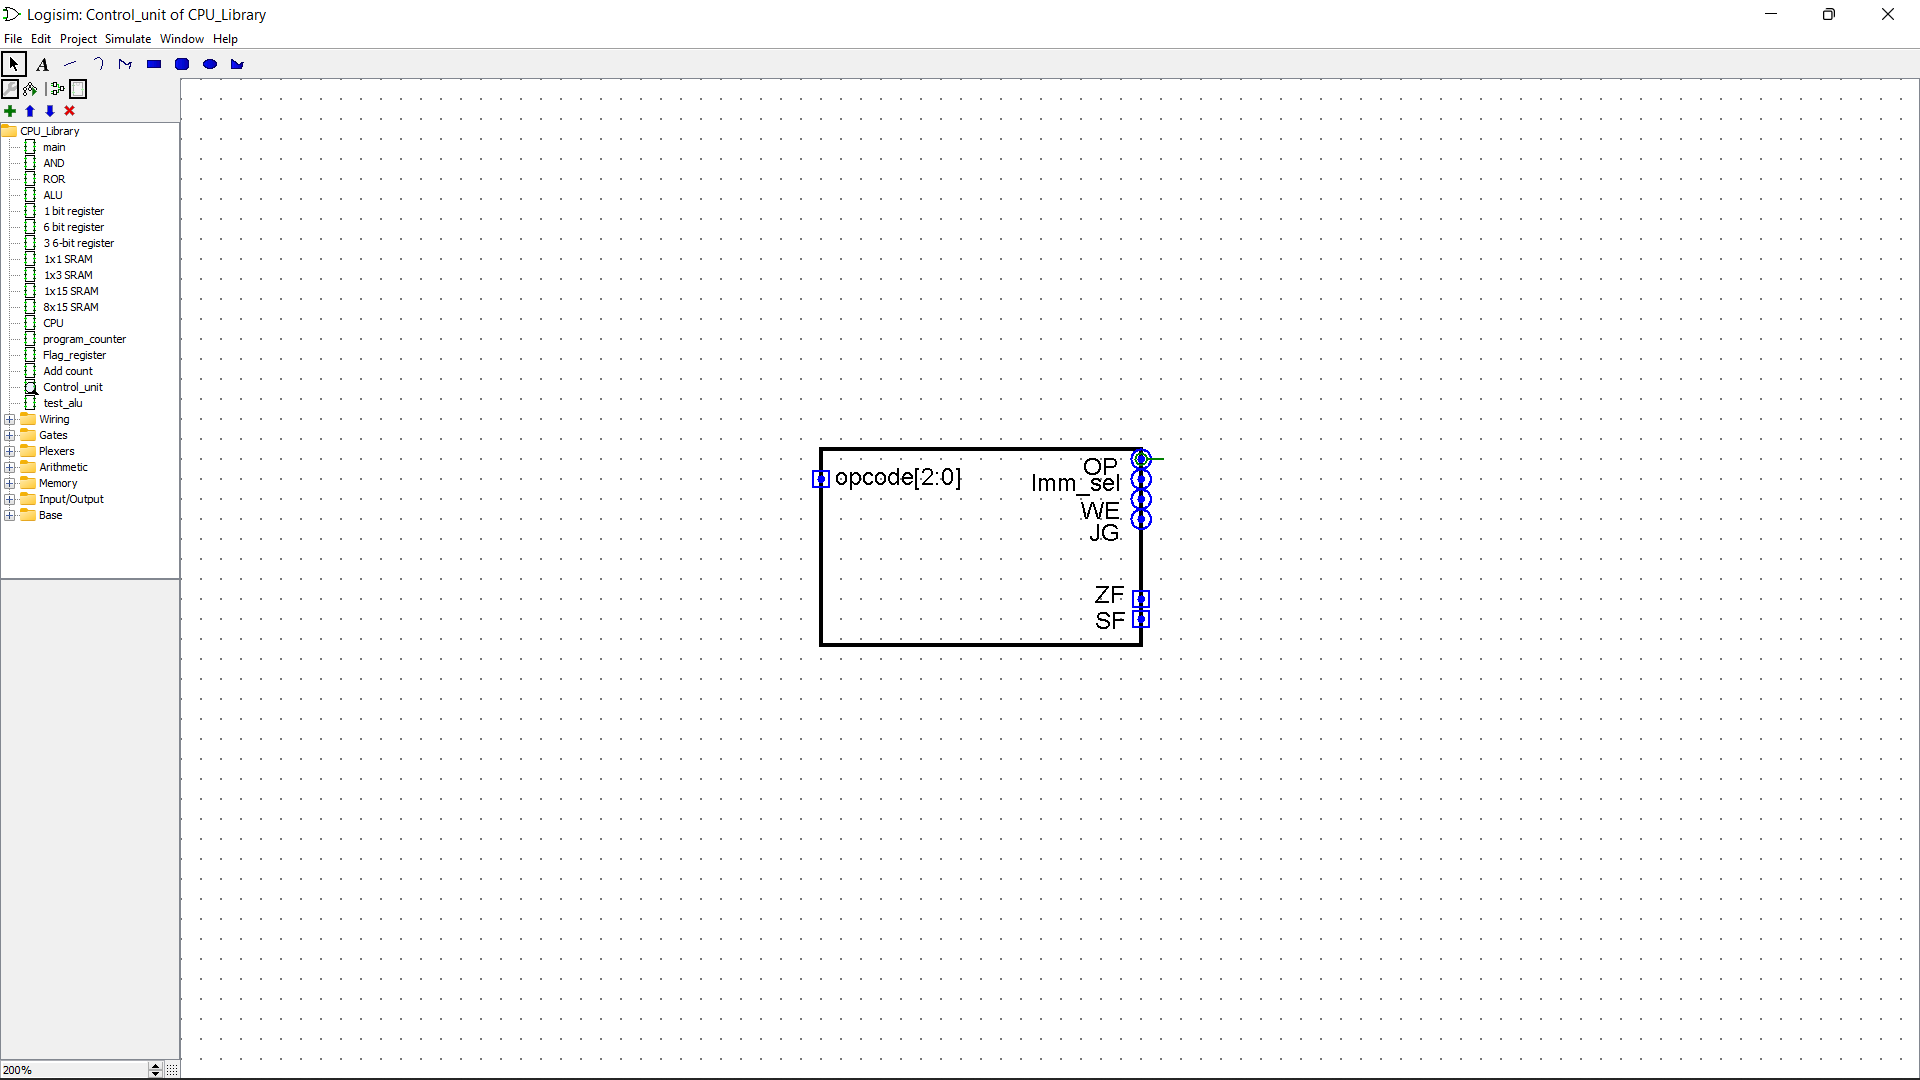 Logisim: Control_unit of CPU_Library
File Edit Project Simulate Window Help
A
CPU_Library
main
AND
ROR
ALU
1 bit register
6 bit register
3 6-bit register
1x1 SRAM
1x3 SRAM
1x15 SRAM
8x15 SRAM
CPU
program_counter
Flag_register
Add count
Control_unit
test_alu
Wiring
Gates
Plexers
Arithmetic
Memory
Input/Output
Base
opcode[2:0]
OP
Imm_sel
WE
JG
ZF
SF
200%